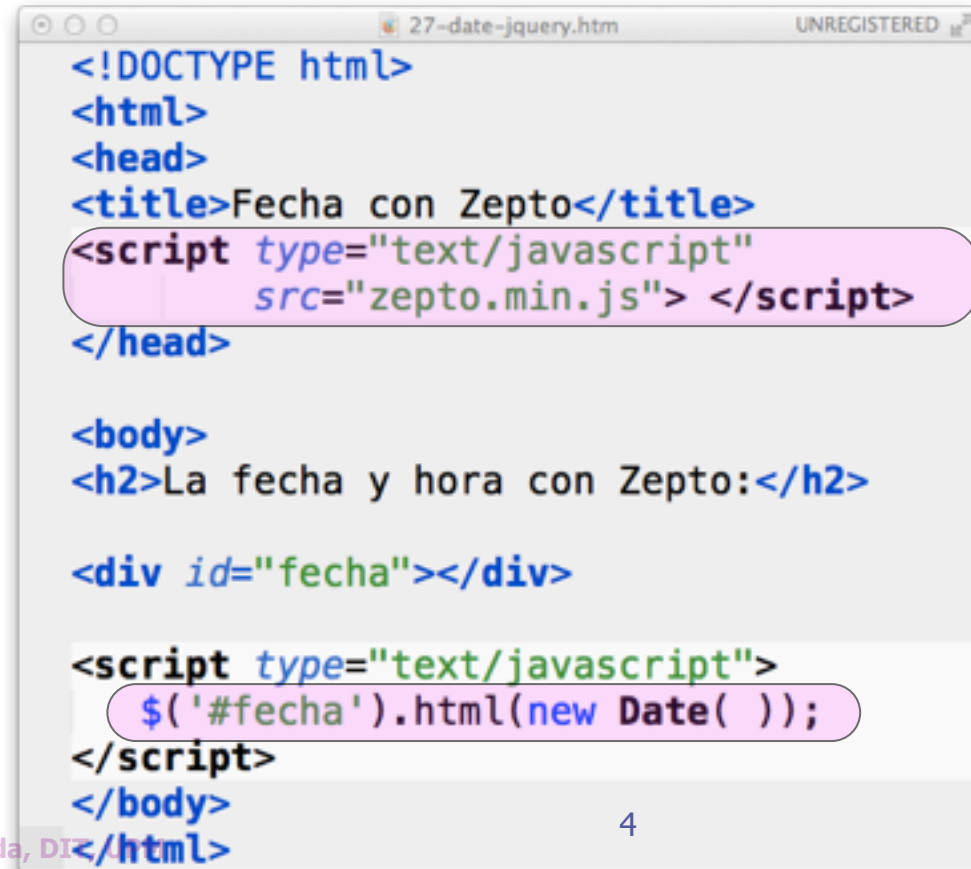 27-date-jquery.htm UNREGISTERED
<!DOCTYPE html>
<html>
<head>
<title>Fecha con Zepto</title>
<script type="text/javascript"
src="zepto.min.js"> </script>
</head>
<body>
<h2>La fecha y hora con Zepto:</h2>
<div id="fecha"></div>
<script type="text/javascript">
$('#fecha').html(new Date( ));
</script>
</body>
4
</html>